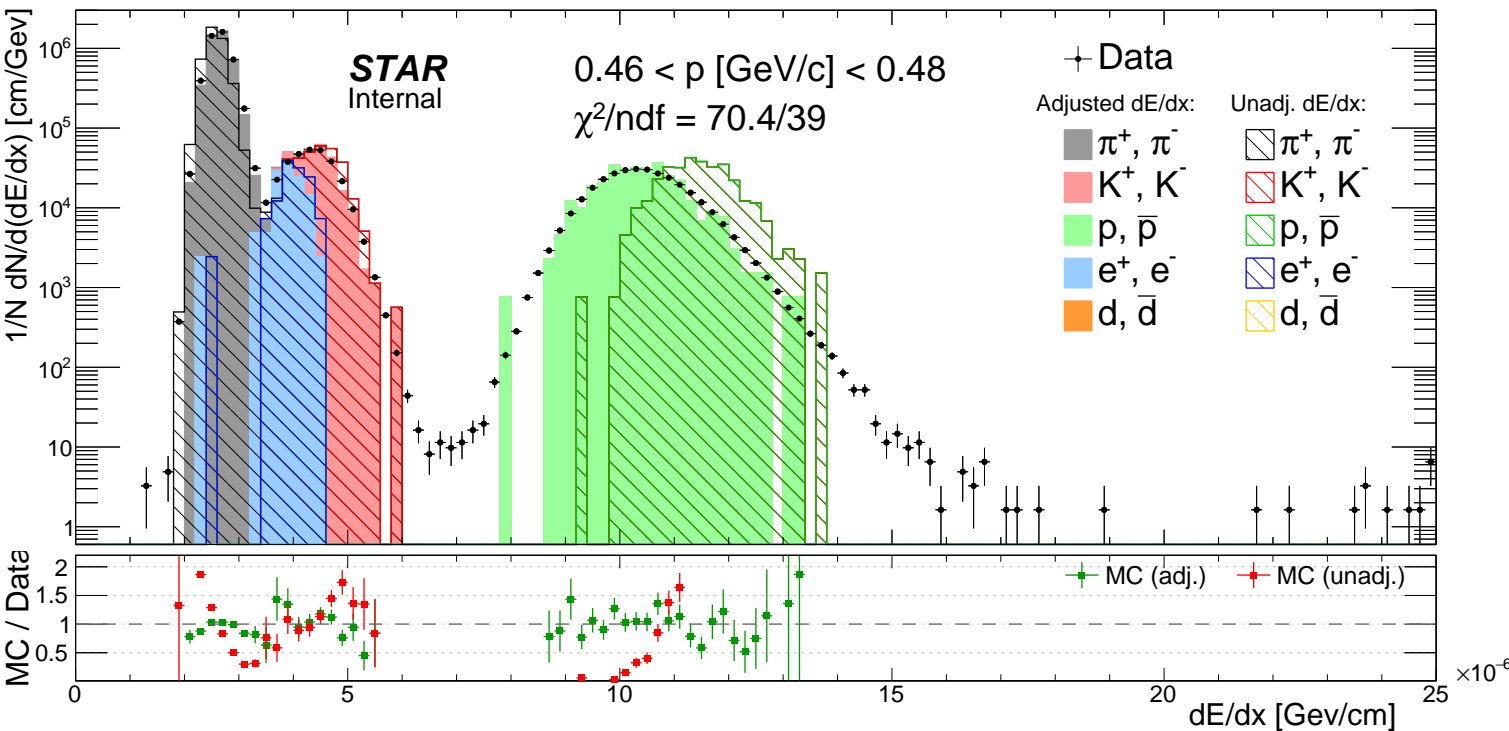 1/N dN/d(dE/dx) [cm/Gev]
10⁶
10⁵
10⁴
10³
10²
10
1
STAR
Internal
0.46 < p [GeV/c] < 0.48
χ²/ndf = 70.4/39
Data
Adjusted dE/dx: Unadj. dE/dx:
π⁺, π⁻ π⁺, π⁻
K⁺, K⁻ K⁺, K⁻
p, p̅ p, p̅
e⁺, e⁻ e⁺, e⁻
d, d̅ d, d̅
MC / Data
2
1.5
1
0.5
MC (adj.) MC (unadj.)
0 5 10 15 20 25
×10⁻⁶
dE/dx [Gev/cm]